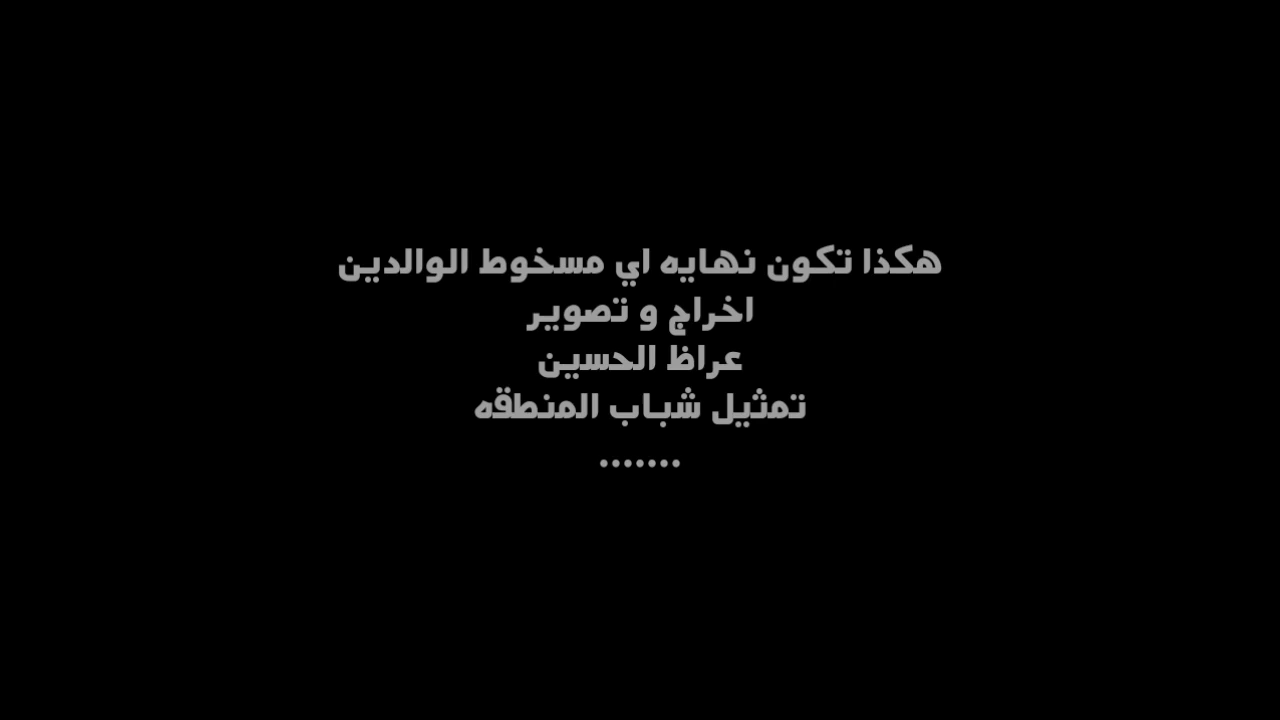 هكذا تكون نهايه اي مسخوط الوالدين
اخراج و تصوير
عراظ الحسين
تمثيل شباب المنطقه
.......